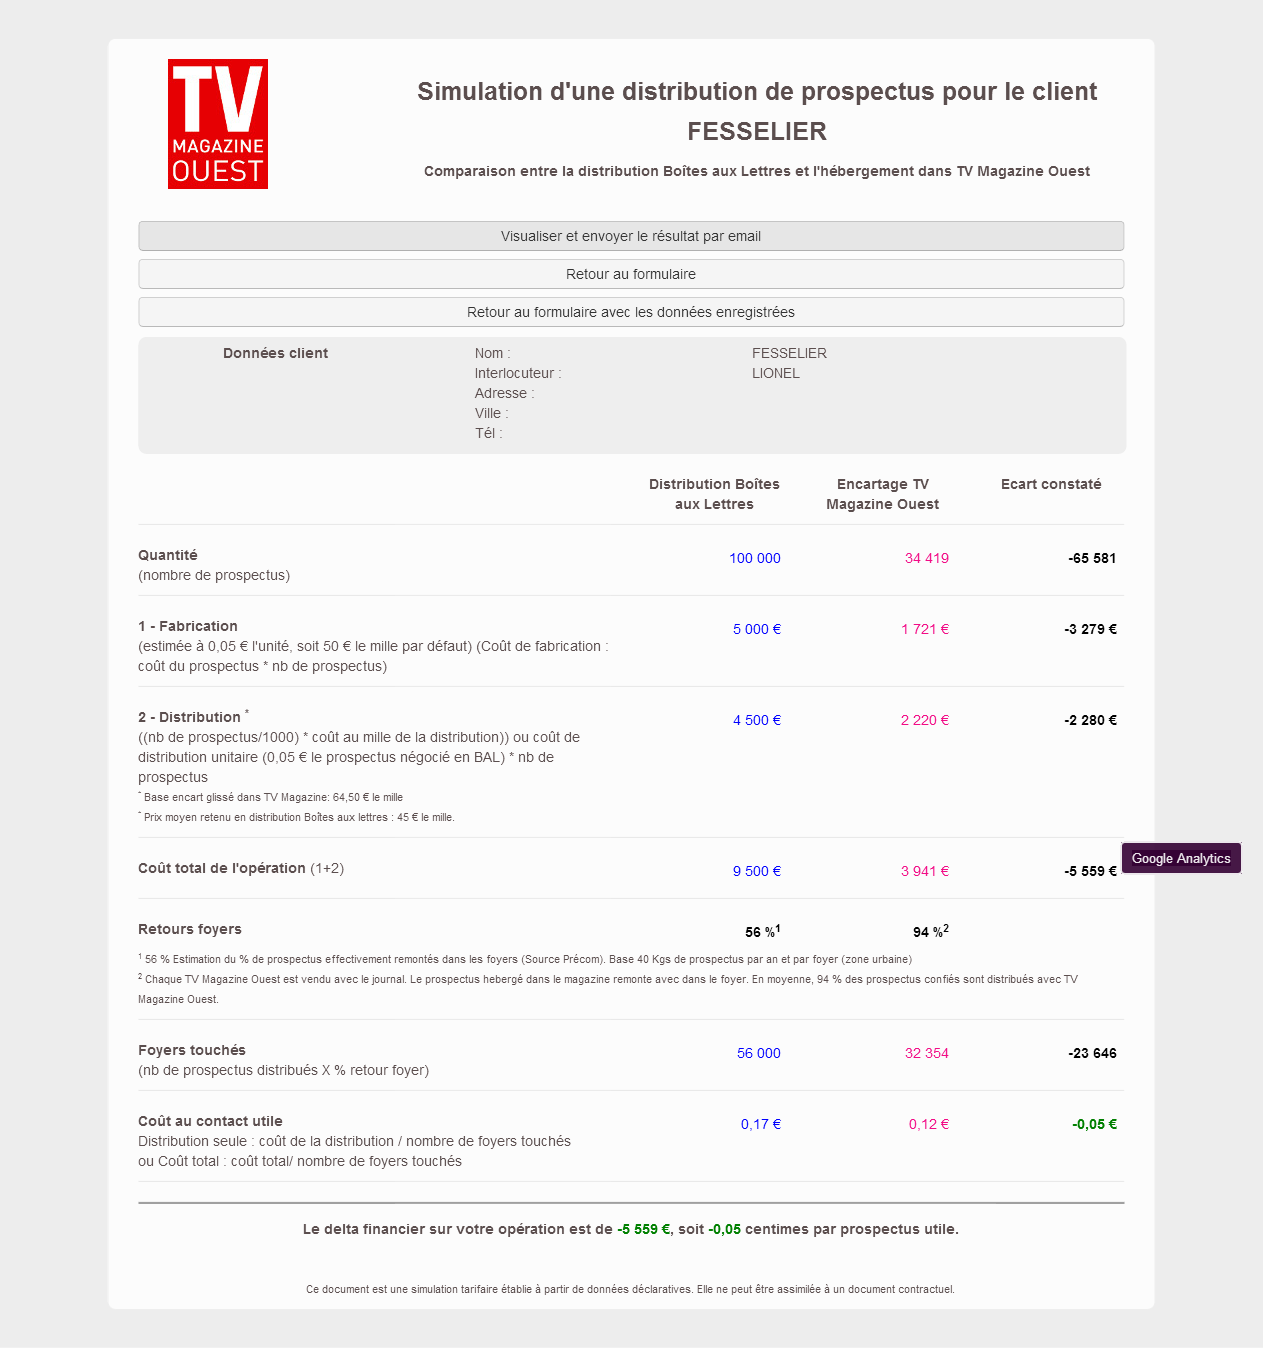 TV
MAGAZINE
OUEST
Simulation d'une distribution de prospectus pour le client
FESSELIER
Comparaison entre la distribution Boîtes aux Lettres et l'hébergement dans TV Magazine Ouest
Visualiser et envoyer le résultat par email
Retour au formulaire
Retour au formulaire avec les données enregistrées
Données client Nom : FESSELIER
Interlocuteur : LIONEL
Adresse :
Ville :
Tél :
Distribution Boîtes Encartage TV Ecart constaté
aux Lettres Magazine Ouest
Quantité 100 000 34 419 -65 581
(nombre de prospectus)
1 - Fabrication 5 000 € 1 721 € -3 279 €
(estimée à 0,05 € l'unité, soit 50 € le mille par défaut) (Coût de fabrication :
coût du prospectus * nb de prospectus)
2 - Distribution * 4 500 € 2 220 € -2 280 €
((nb de prospectus/1000) * coût au mille de la distribution)) ou coût de
distribution unitaire (0,05 € le prospectus négocié en BAL) * nb de
prospectus
* Base encart glissé dans TV Magazine: 64,50 € le mille
* Prix moyen retenu en distribution Boîtes aux lettres : 45 € le mille.
Coût total de l'opération (1+2) 9 500 € 3 941 € -5 559 €
Google Analytics
Retours foyers 56 %1 94 %2
1 56 % Estimation du % de prospectus effectivement remontés dans les foyers (Source Précom). Base 40 Kgs de prospectus par an et par foyer (zone urbaine)
2 Chaque TV Magazine Ouest est vendu avec le journal. Le prospectus hebergé dans le magazine remonte avec dans le foyer. En moyenne, 94 % des prospectus confiés sont distribués avec TV
Magazine Ouest.
Foyers touchés 56 000 32 354 -23 646
(nb de prospectus distribués X % retour foyer)
Coût au contact utile 0,17 € 0,12 € -0,05 €
Distribution seule : coût de la distribution / nombre de foyers touchés
ou Coût total : coût total/ nombre de foyers touchés
Le delta financier sur votre opération est de -5 559 €, soit -0,05 centimes par prospectus utile.
Ce document est une simulation tarifaire établie à partir de données déclaratives. Elle ne peut être assimilée à un document contractuel.